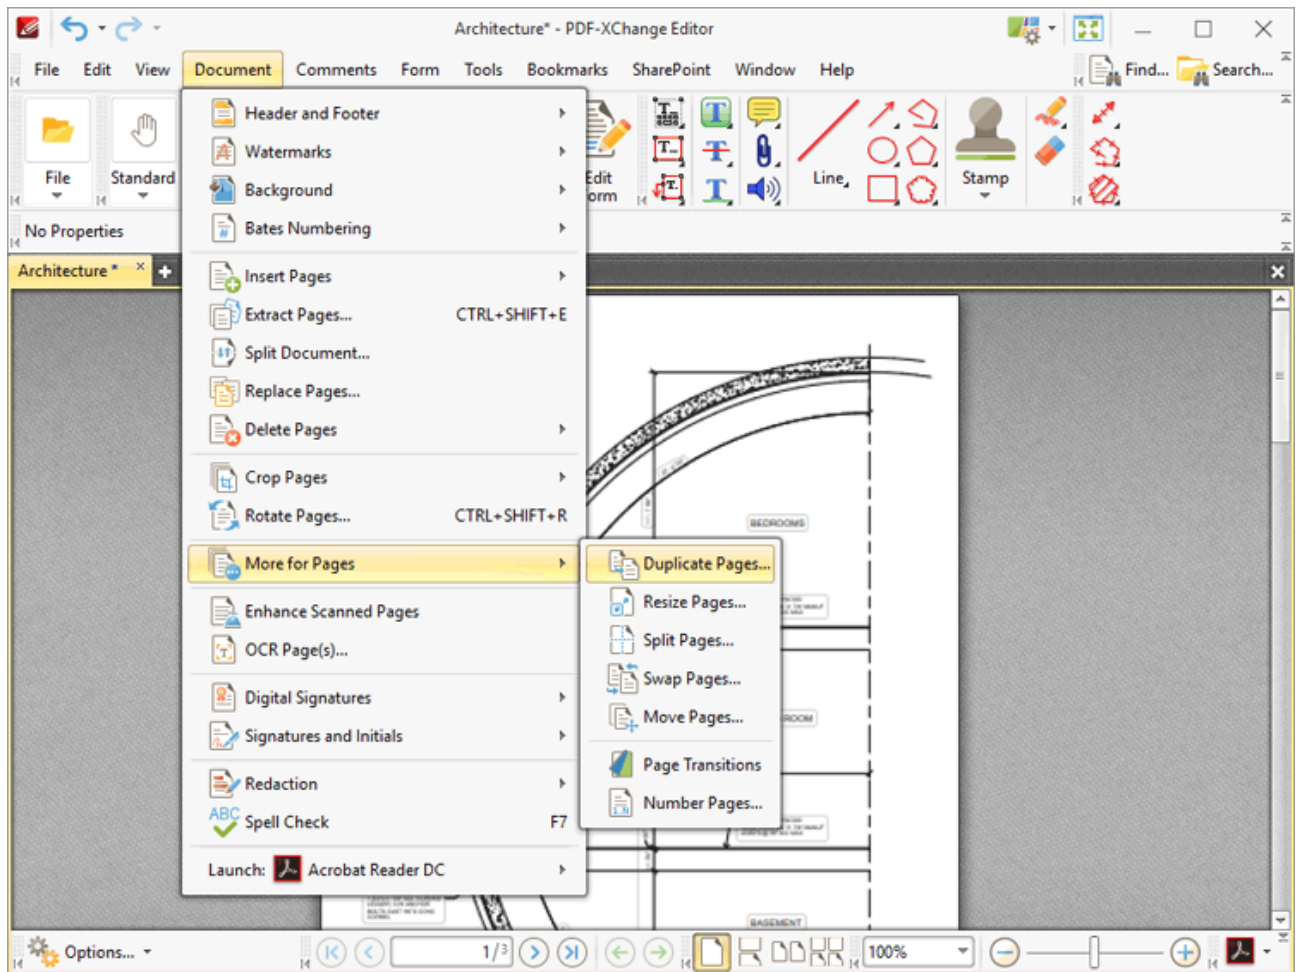 Architecture* - PDF-XChange Editor
File Edit View Document Comments Form Tools Bookmarks SharePoint Window Help Find... Search...
File Standard Line Stamp
No Properties
Architecture *
Header and Footer
Watermarks
Background
Bates Numbering
Insert Pages
Extract Pages... CTRL+SHIFT+E
Split Document...
Replace Pages...
Delete Pages
Crop Pages
Rotate Pages... CTRL+SHIFT+R
More for Pages
Enhance Scanned Pages
OCR Page(s)...
Digital Signatures
Signatures and Initials
Redaction
Spell Check F7
Launch: Acrobat Reader DC
Duplicate Pages...
Resize Pages...
Split Pages...
Swap Pages...
Move Pages...
Page Transitions
Number Pages...
BEDROOMS
BASEMENT
Options... 1/3 100%